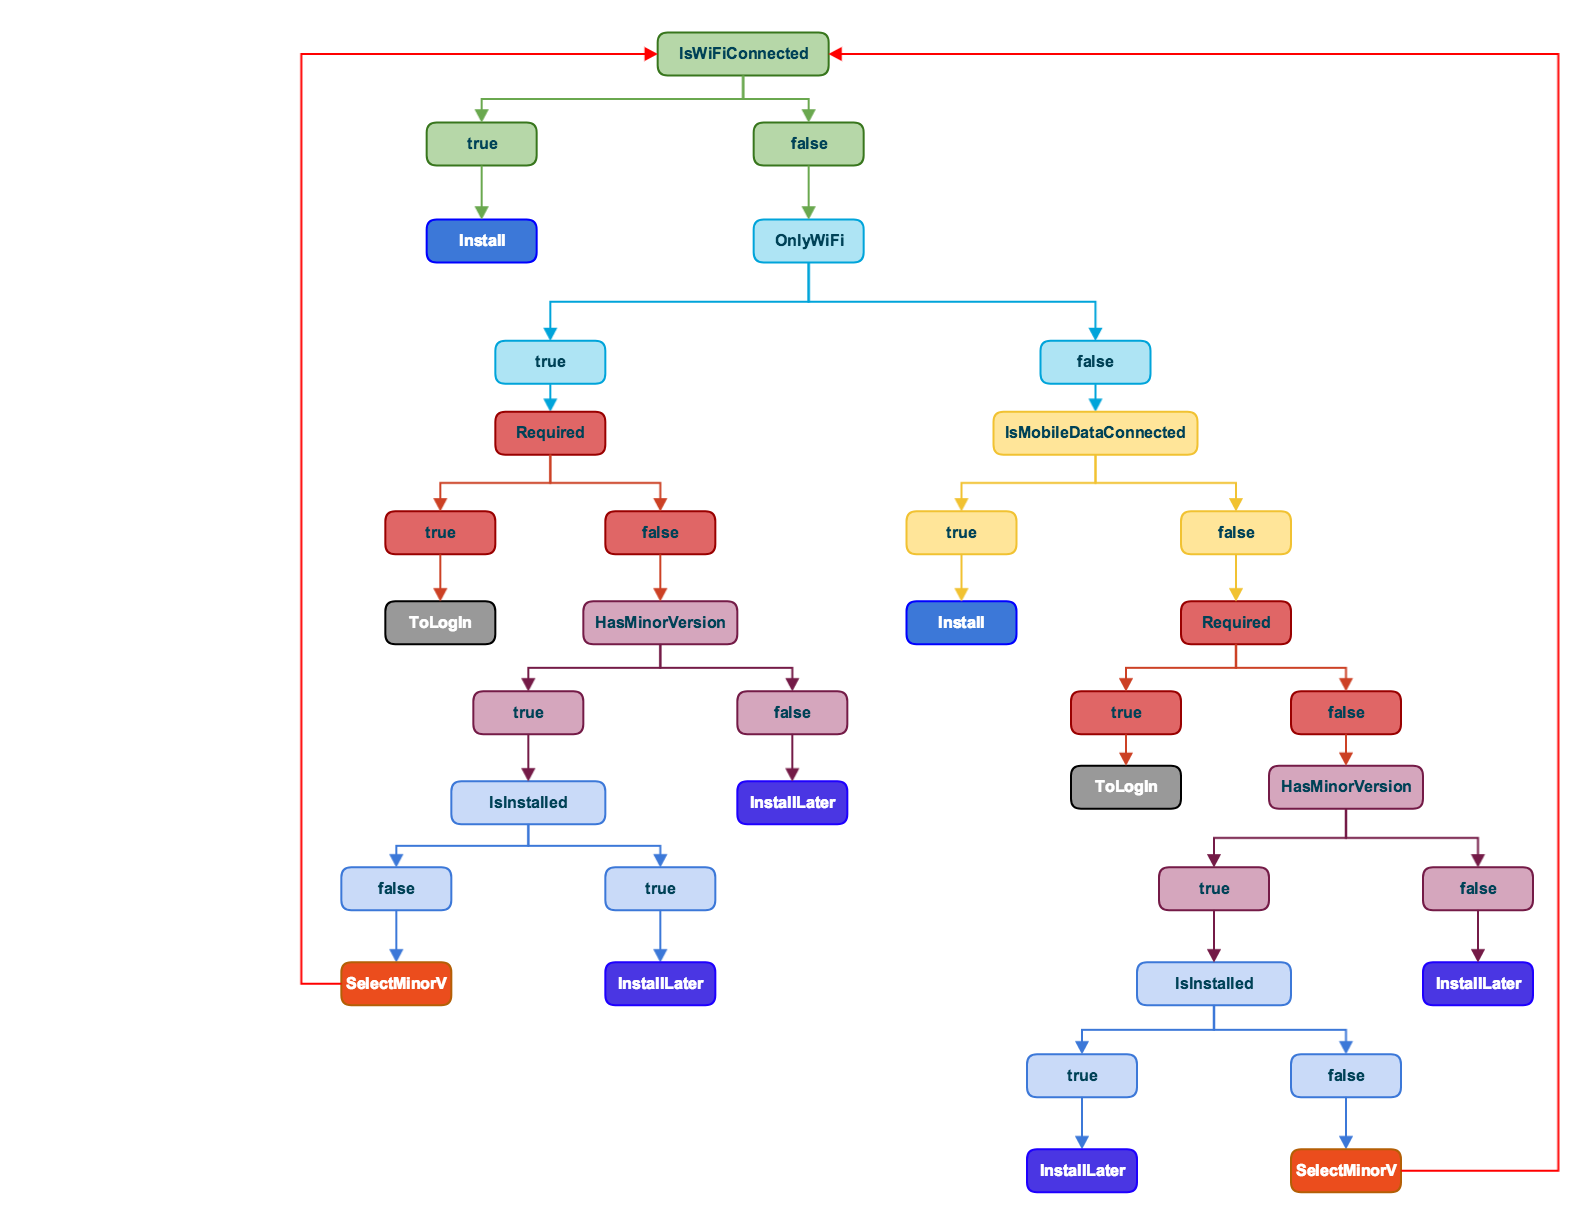 IsWiFiConnected
true
false
Install
OnlyWiFi
true
false
Required
IsMobileDataConnected
true
false
true
false
ToLogIn
HasMinorVersion
Install
Required
true
false
true
false
IsInstalled
InstallLater
ToLogIn
HasMinorVersion
false
true
true
false
SelectMinorV
InstallLater
IsInstalled
InstallLater
true
false
InstallLater
SelectMinorV